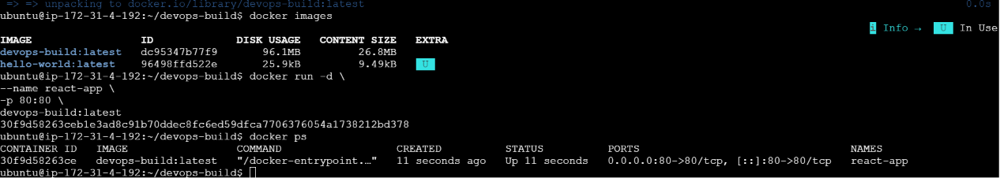 => => unpacking to docker.io/library/devops-build:latest 0.0s
ubuntu@ip-172-31-4-192:~/devops-build$ docker images
i Info → U In Use
IMAGE ID DISK USAGE CONTENT SIZE EXTRA
devops-build:latest dc95347b77f9 96.1MB 26.8MB
hello-world:latest 96498ffd522e 25.9kB 9.49kB U
ubuntu@ip-172-31-4-192:~/devops-build$ docker run -d \
--name react-app \
-p 80:80 \
devops-build:latest
30f9d58263ceb1e3ad8c91b70ddec8fc6ed59dfca7706376054a1738212bd378
ubuntu@ip-172-31-4-192:~/devops-build$ docker ps
CONTAINER ID IMAGE COMMAND CREATED STATUS PORTS NAMES
30f9d58263ce devops-build:latest "/docker-entrypoint.…" 11 seconds ago Up 11 seconds 0.0.0.0:80->80/tcp, [::]:80->80/tcp react-app
ubuntu@ip-172-31-4-192:~/devops-build$